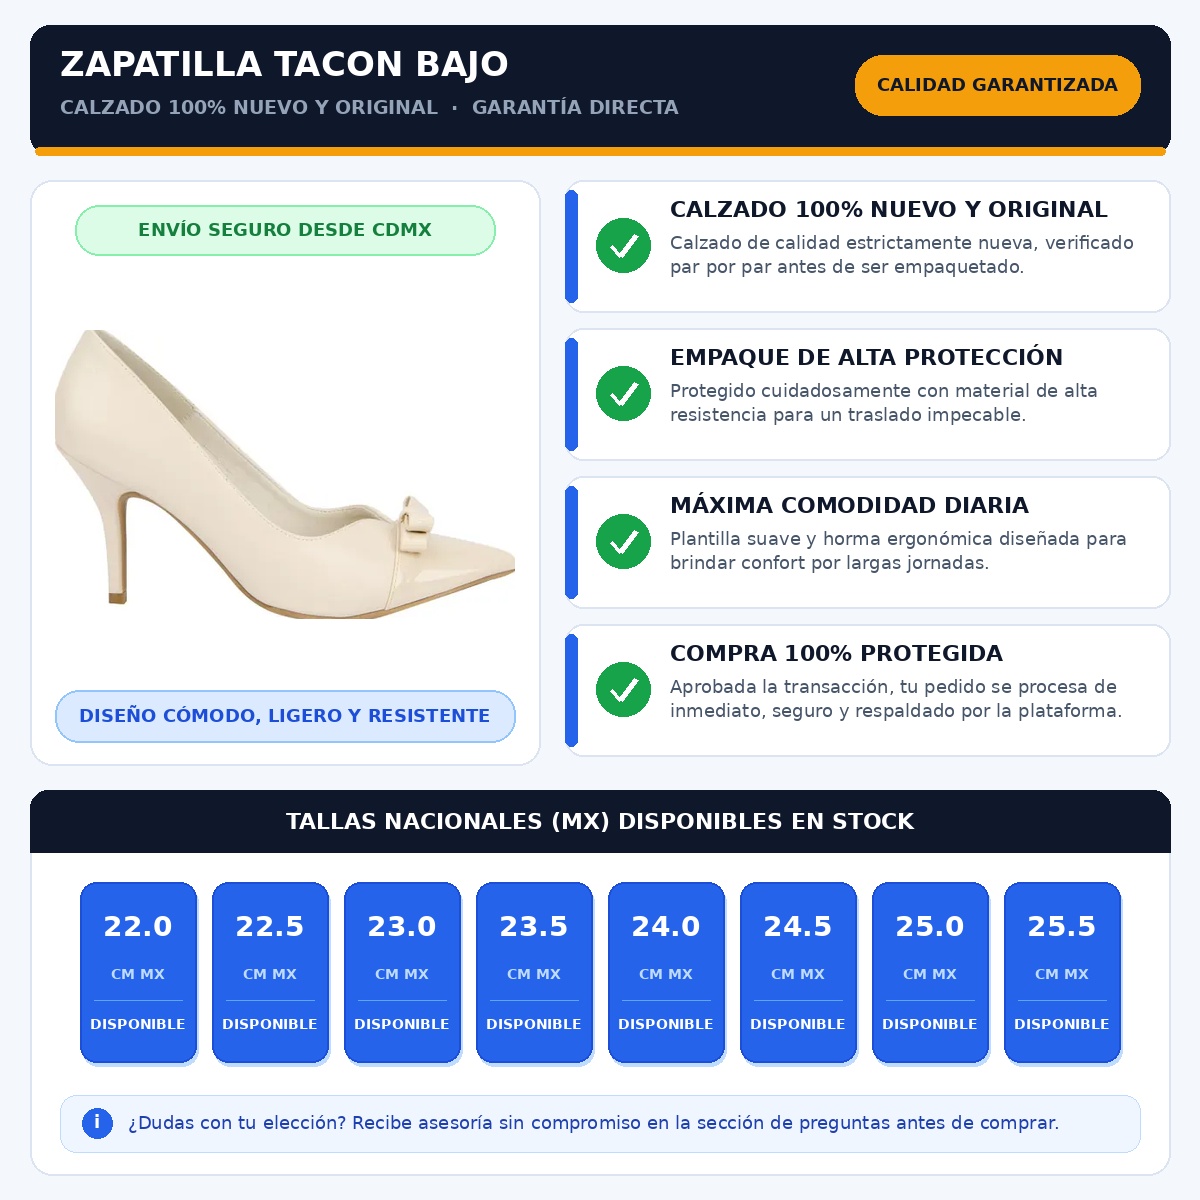 ZAPATILLA TACON BAJO
CALZADO 100% NUEVO Y ORIGINAL · GARANTÍA DIRECTA
CALIDAD GARANTIZADA
ENVÍO SEGURO DESDE CDMX
DISEÑO CÓMODO, LIGERO Y RESISTENTE
CALZADO 100% NUEVO Y ORIGINAL
Calzado de calidad estrictamente nueva, verificado
par por par antes de ser empaquetado.
EMPAQUE DE ALTA PROTECCIÓN
Protegido cuidadosamente con material de alta
resistencia para un traslado impecable.
MÁXIMA COMODIDAD DIARIA
Plantilla suave y horma ergonómica diseñada para
brindar confort por largas jornadas.
COMPRA 100% PROTEGIDA
Aprobada la transacción, tu pedido se procesa de
inmediato, seguro y respaldado por la plataforma.
TALLAS NACIONALES (MX) DISPONIBLES EN STOCK
22.0 22.5 23.0 23.5 24.0 24.5 25.0 25.5
CM MX CM MX CM MX CM MX CM MX CM MX CM MX CM MX
DISPONIBLE DISPONIBLE DISPONIBLE DISPONIBLE DISPONIBLE DISPONIBLE DISPONIBLE DISPONIBLE
i ¿Dudas con tu elección? Recibe asesoría sin compromiso en la sección de preguntas antes de comprar.